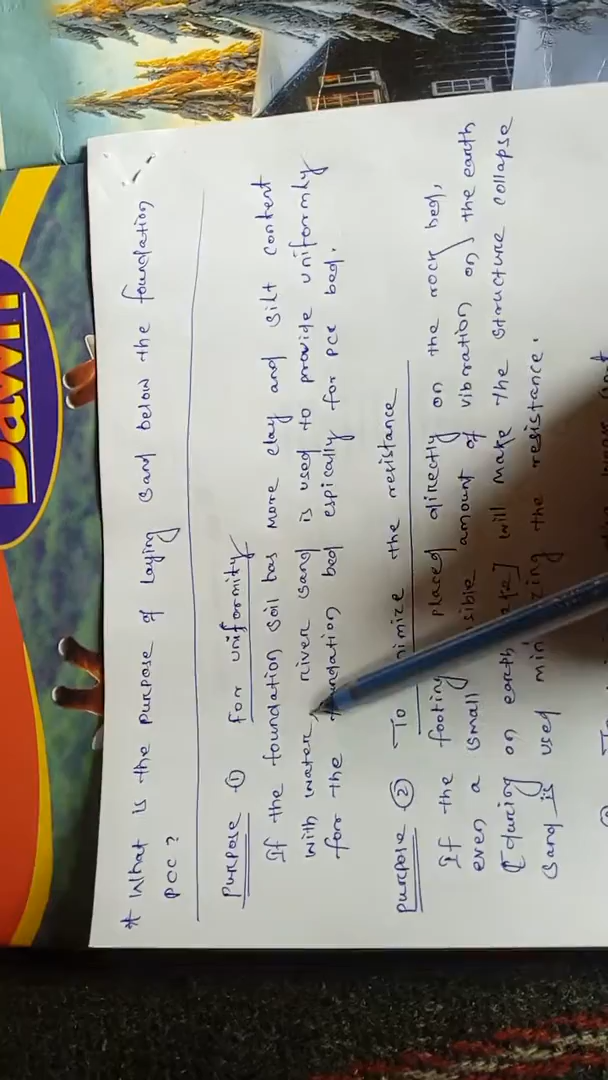 Dawn
* What is the purpose of laying sand below the foundation
pcc?
Purpose ① For uniformity
If the foundation soil has more clay and silt content
with water, river sand is used to provide uniformly
for the bed espically for pcc bed.
Purpose ② To the resistance
If the footing placed directly on the rock bed,
even a small amount of vibration on the earth
[during on earth ] will make the structure collapse
Sand is used the resistance.